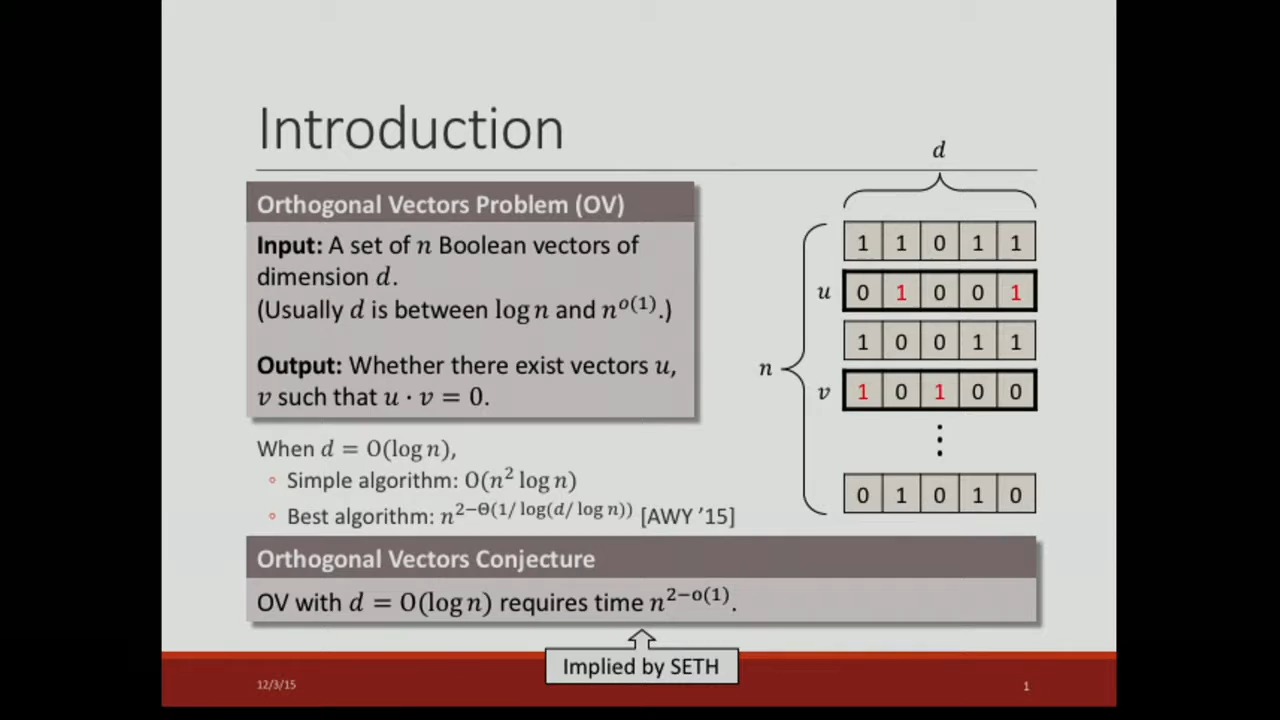 Introduction
Orthogonal Vectors Problem (OV)
Input: A set of n Boolean vectors of
dimension d.
(Usually d is between log n and n^{o(1)}.)
Output: Whether there exist vectors u,
v such that u · v = 0.
When d = O(log n),
◦ Simple algorithm: O(n^2 log n)
◦ Best algorithm: n^{2−Θ(1/ log(d/ log n))} [AWY ’15]
d
1 1 0 1 1
u 0 1 0 0 1
1 0 0 1 1
n
v 1 0 1 0 0
⋮
0 1 0 1 0
Orthogonal Vectors Conjecture
OV with d = O(log n) requires time n^{2−o(1)}.
Implied by SETH
12/3/15
1